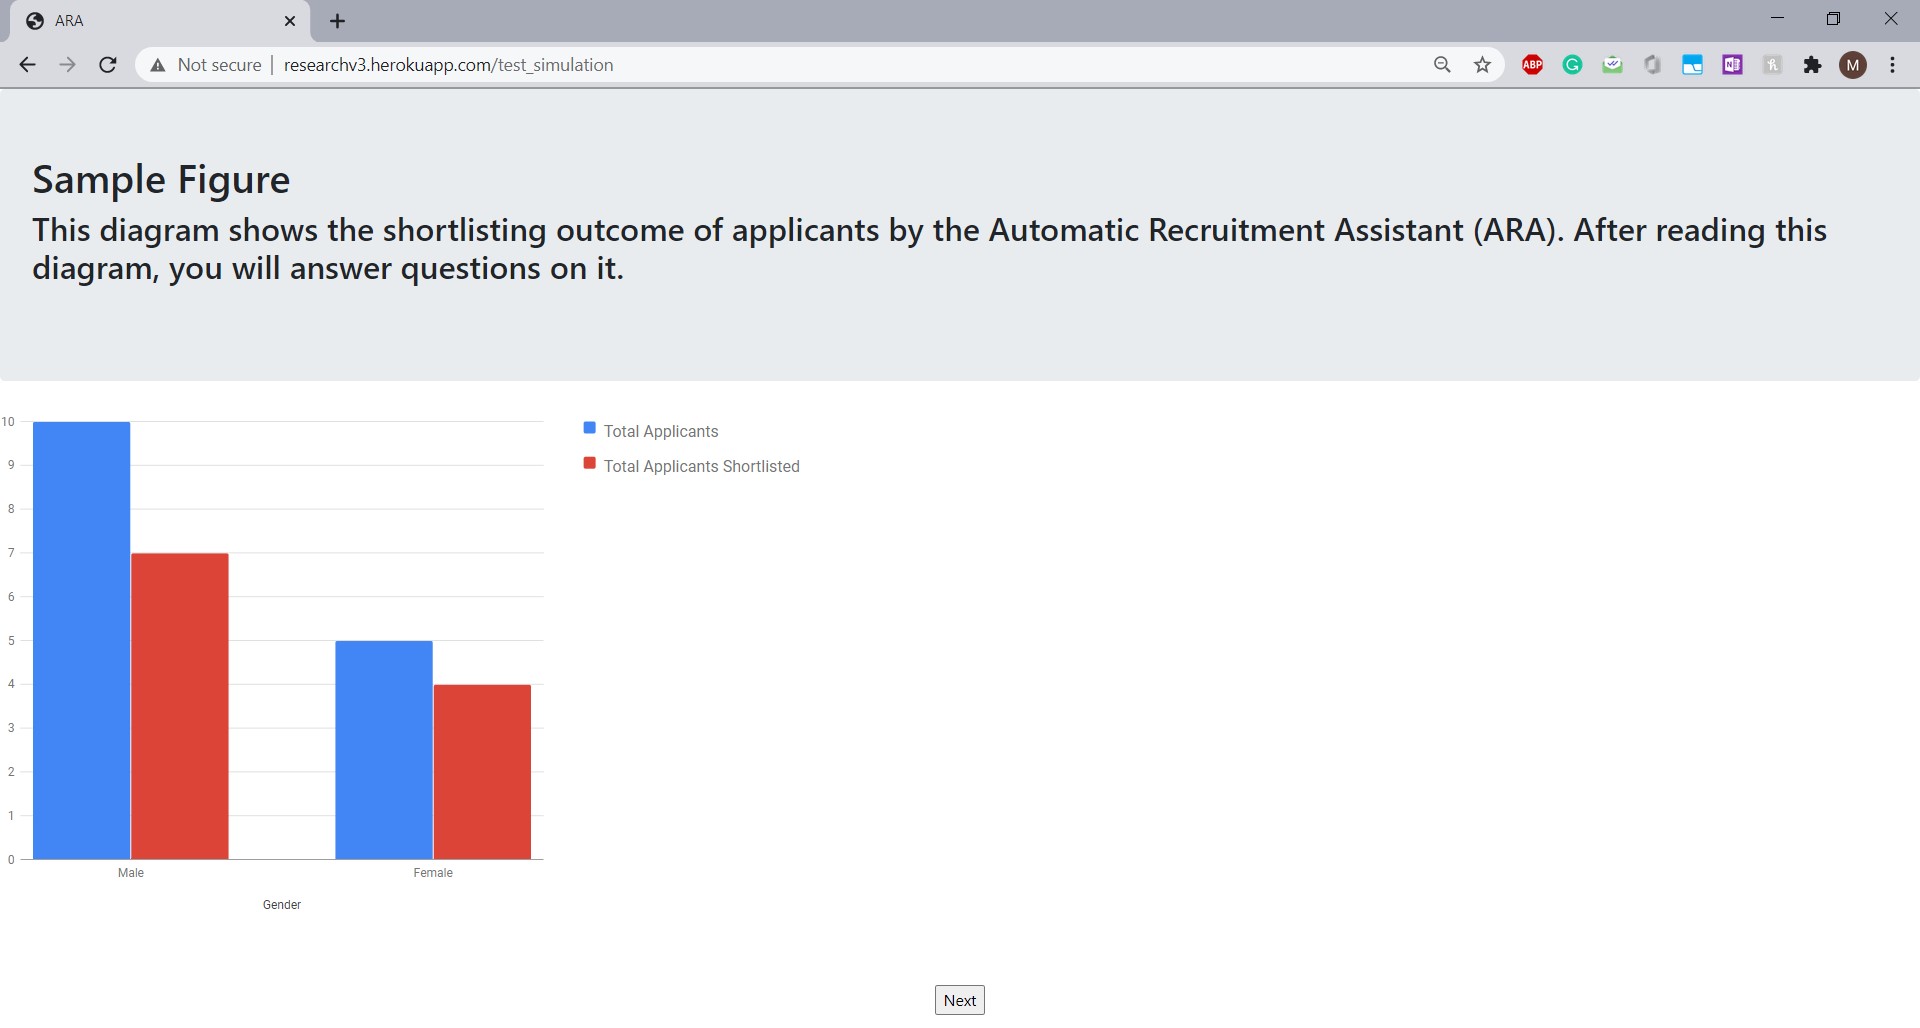 ARA
Not secure researchv3.herokuapp.com/test_simulation
ABP
G
N
h
M
Sample Figure
This diagram shows the shortlisting outcome of applicants by the Automatic Recruitment Assistant (ARA). After reading this
diagram, you will answer questions on it.
10
9
8
7
6
5
4
3
2
1
0
Total Applicants
Total Applicants Shortlisted
Male Female
Gender
Next